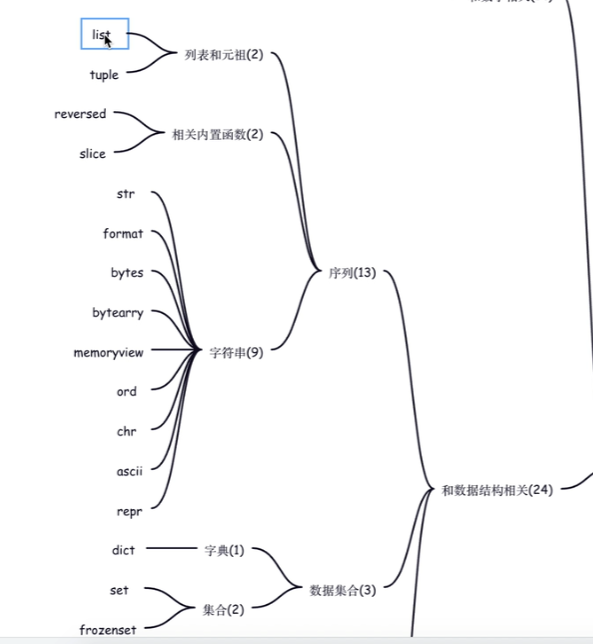 list
列表和元祖(2)
tuple
reversed
相关内置函数(2)
slice
str
format
bytes
序列(13)
bytearry
memoryview
字符串(9)
ord
chr
ascii
和数据结构相关(24)
repr
dict
字典(1)
set
数据集合(3)
集合(2)
frozenset